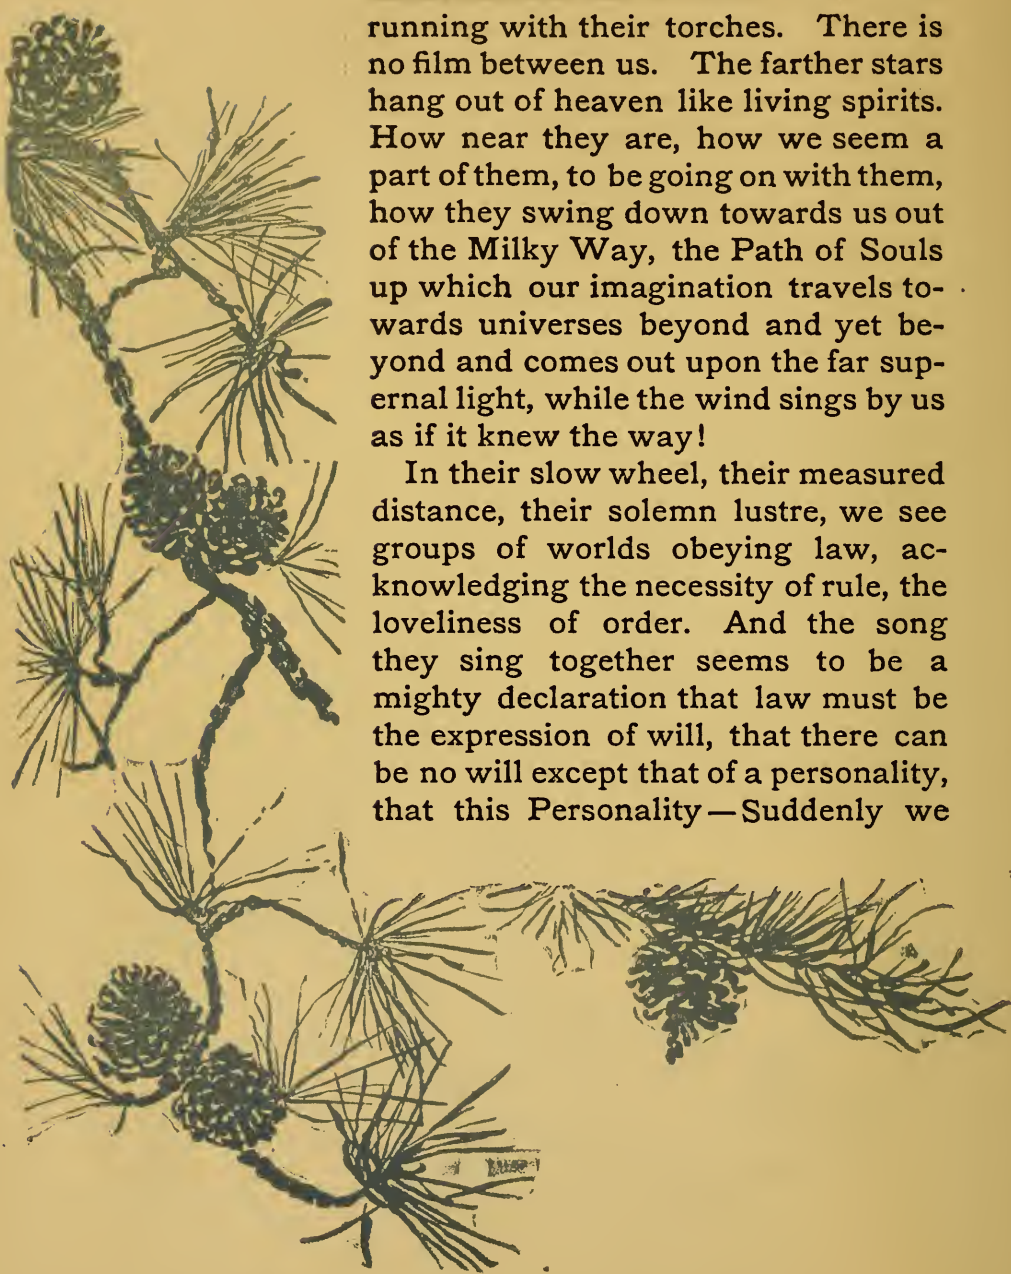 running with their torches. There is
no film between us. The farther stars
hang out of heaven like living spirits.
How near they are, how we seem a
part of them, to be going on with them,
how they swing down towards us out
of the Milky Way, the Path of Souls
up which our imagination travels to-
wards universes beyond and yet be-
yond and comes out upon the far sup-
ernal light, while the wind sings by us
as if it knew the way!
In their slow wheel, their measured
distance, their solemn lustre, we see
groups of worlds obeying law, ac-
knowledging the necessity of rule, the
loveliness of order. And the song
they sing together seems to be a
mighty declaration that law must be
the expression of will, that there can
be no will except that of a personality,
that this Personality—Suddenly we